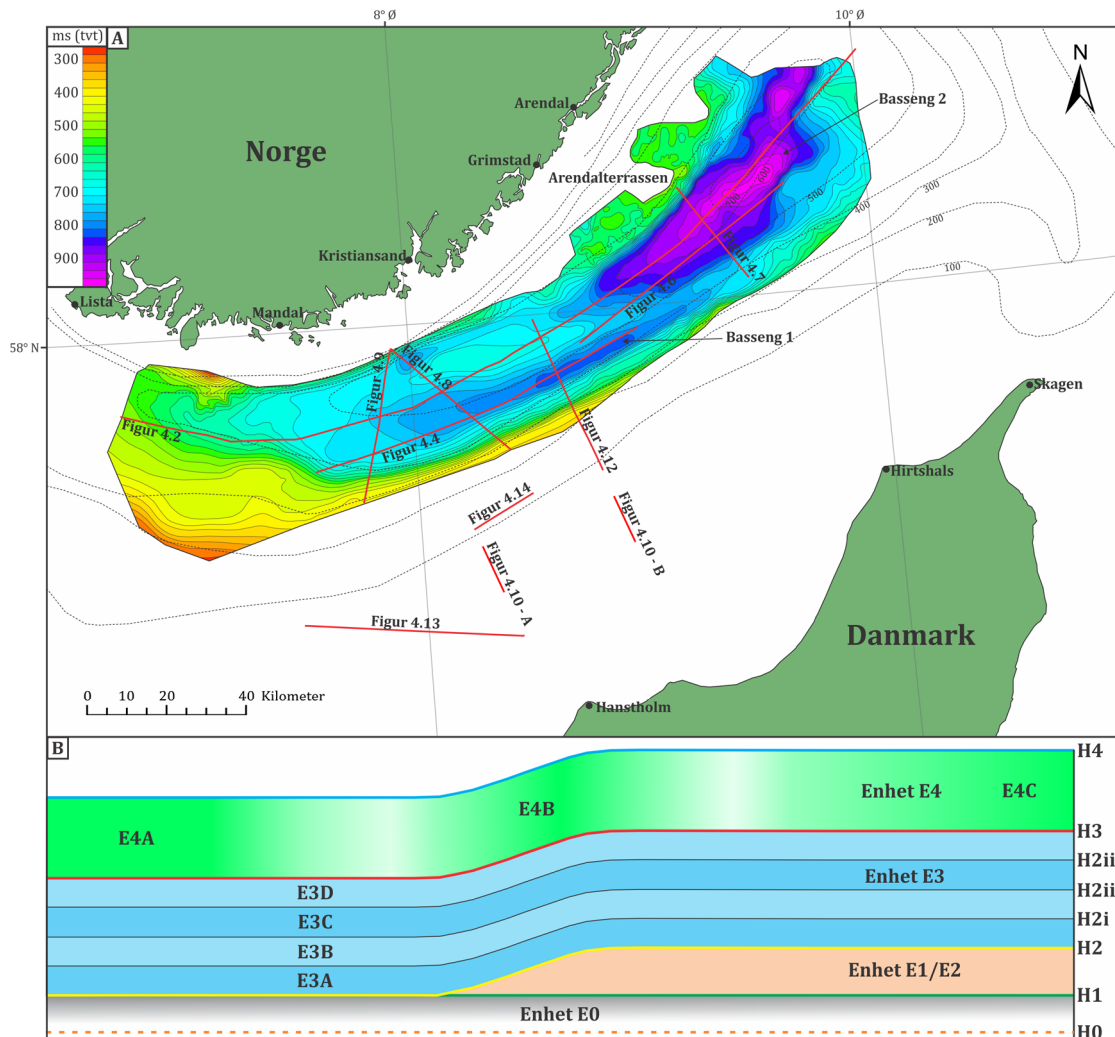 8° Ø
10° Ø
ms (tvt)
A
300
400
500
600
700
800
900
N
Norge
Arendal
Grimstad
Kristiansand
Mandal
Lista
58° N
Arendalterrassen
Basseng 2
Basseng 1
600
500
400
300
200
100
Figur 4.7
Figur 4.6
Figur 4.9
Figur 4.8
Figur 4.2
Figur 4.4
Figur 4.12
Figur 4.14
Figur 4.10 - B
Figur 4.10 - A
Figur 4.13
Skagen
Hirtshals
Danmark
Hanstholm
0 10 20 40 Kilometer
B
H4
E4A
E4B
Enhet E4
E4C
H3
H2ii
E3D
Enhet E3
H2ii
E3C
H2i
E3B
H2
E3A
Enhet E1/E2
H1
Enhet E0
H0